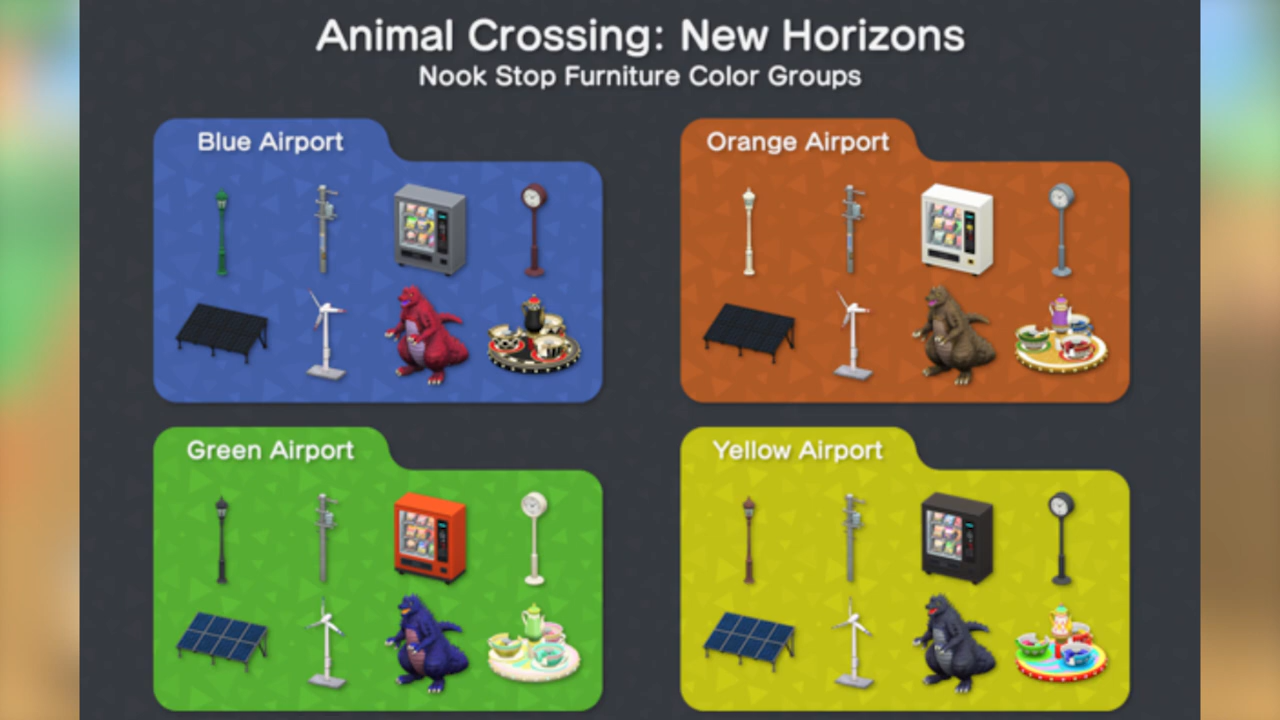 Animal Crossing: New Horizons
Nook Stop Furniture Color Groups
Blue Airport
Orange Airport
Green Airport
Yellow Airport